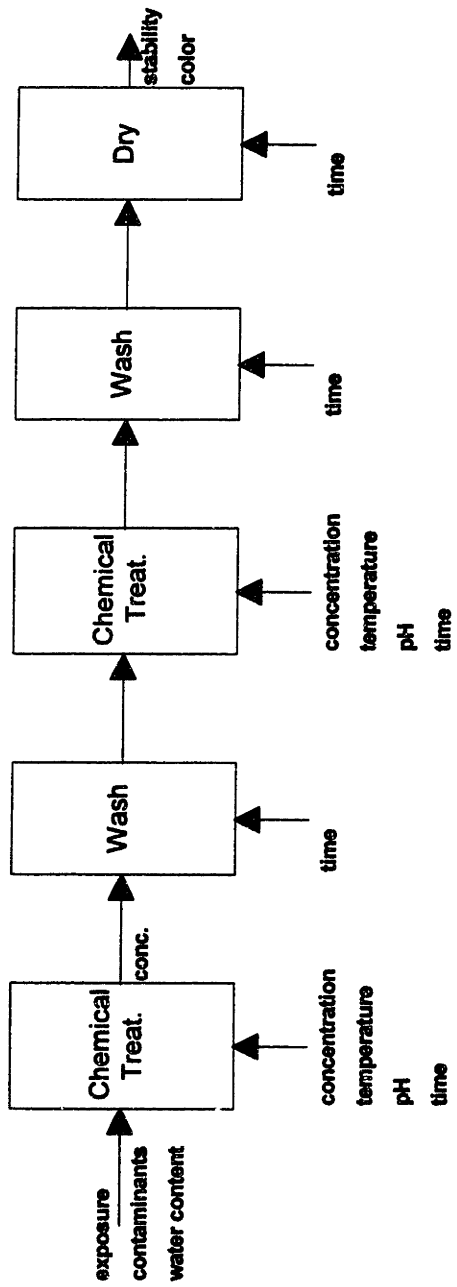 exposure
contaminants
water content
Chemical
Treat.
concentration
temperature
pH
time
conc.
Wash
time
Chemical
Treat.
concentration
temperature
pH
time
Wash
time
Dry
time
stability
color